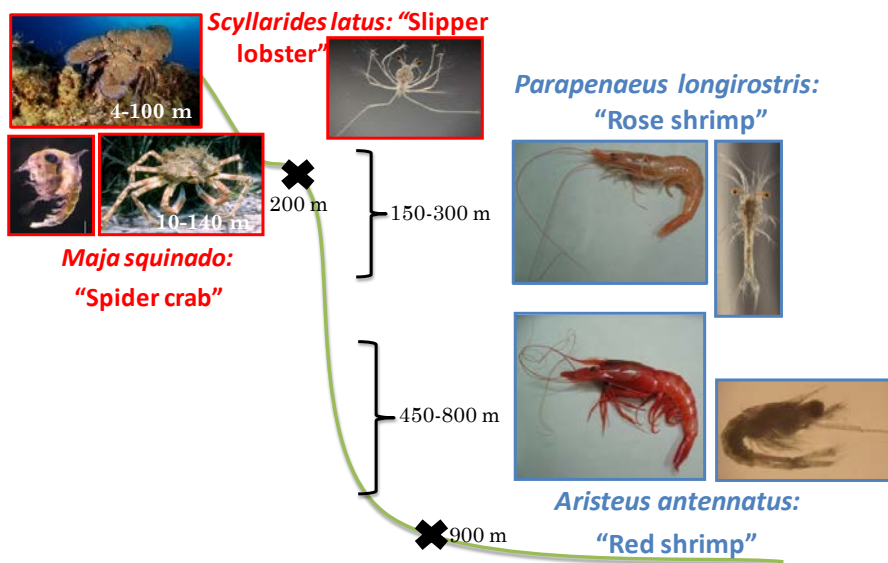 Scyllarides latus: “Slipper
lobster”
4-100 m
10-140 m
Maja squinado:
“Spider crab”
200 m
150-300 m
450-800 m
900 m
Parapenaeus longirostris:
“Rose shrimp”
Aristeus antennatus:
“Red shrimp”